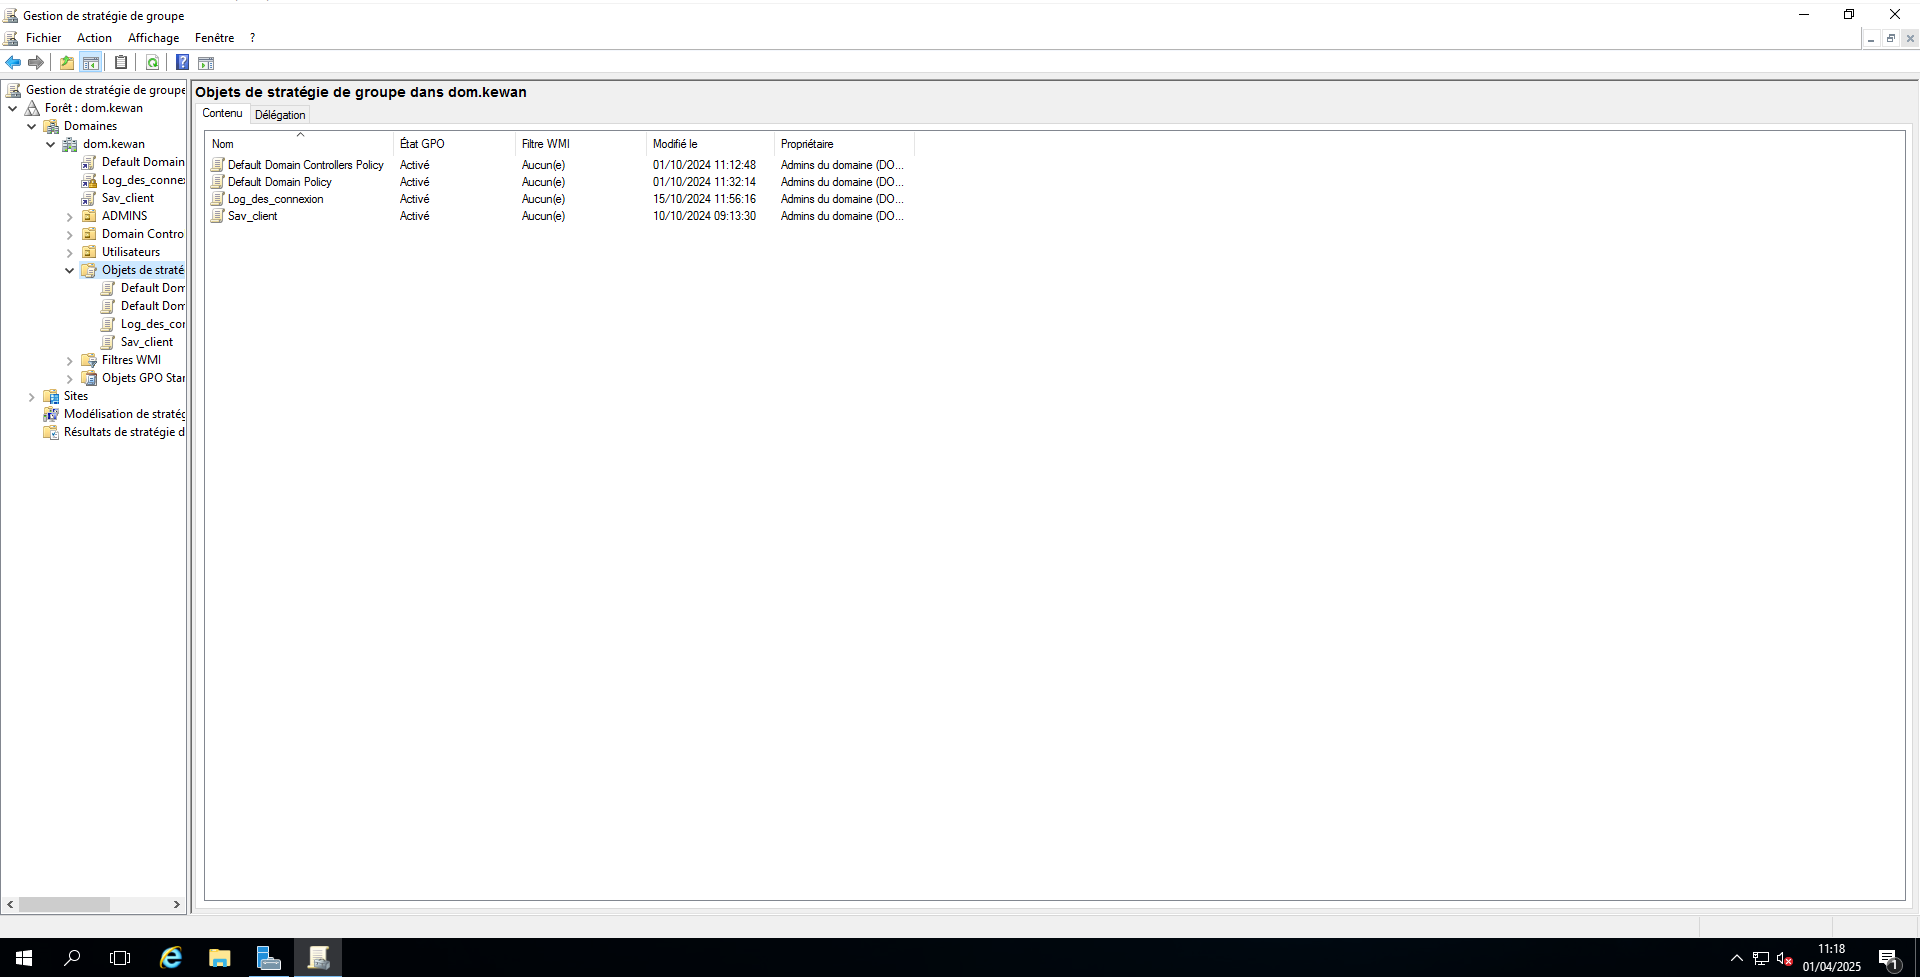 Gestion de stratégie de groupe
Fichier Action Affichage Fenêtre ?
Gestion de stratégie de groupe
Forêt : dom.kewan
Domaines
dom.kewan
Default Domain
Log_des_conne
Sav_client
ADMINS
Domain Contro
Utilisateurs
Objets de straté
Default Dom
Default Dom
Log_des_cor
Sav_client
Filtres WMI
Objets GPO Star
Sites
Modélisation de stratég
Résultats de stratégie d
Objets de stratégie de groupe dans dom.kewan
Contenu Délégation
Nom État GPO Filtre WMI Modifié le Propriétaire
Default Domain Controllers Policy Activé Aucun(e) 01/10/2024 11:12:48 Admins du domaine (DO...
Default Domain Policy Activé Aucun(e) 01/10/2024 11:32:14 Admins du domaine (DO...
Log_des_connexion Activé Aucun(e) 15/10/2024 11:56:16 Admins du domaine (DO...
Sav_client Activé Aucun(e) 10/10/2024 09:13:30 Admins du domaine (DO...
11:18
01/04/2025
1